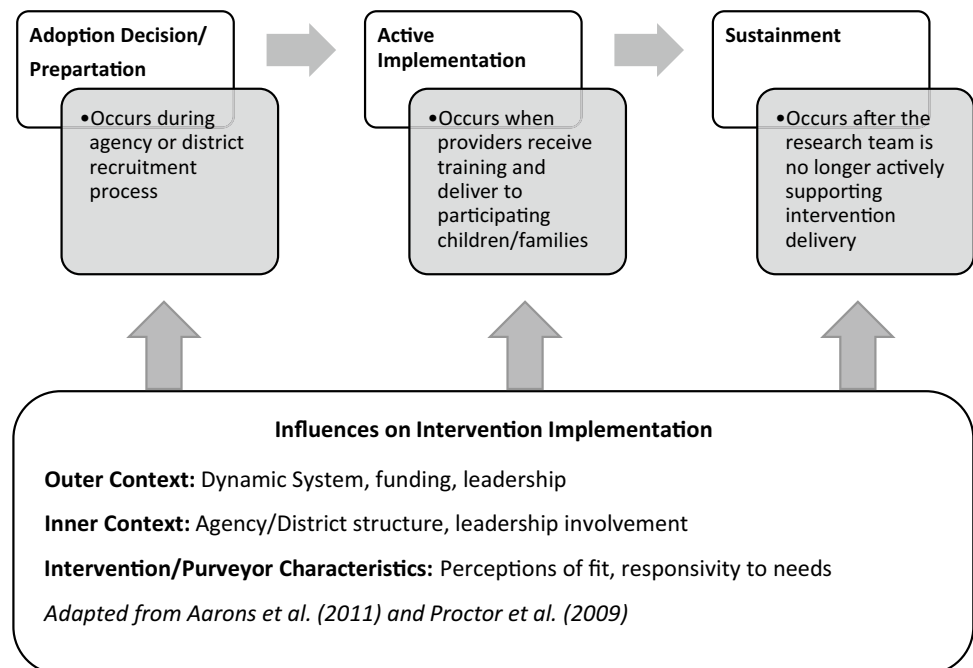 Adoption Decision/
Prepartation
•Occurs during
agency or district
recruitment
process
Active
Implementation
•Occurs when
providers receive
training and
deliver to
participating
children/families
Sustainment
•Occurs after the
research team is
no longer actively
supporting
intervention
delivery
Influences on Intervention Implementation
Outer Context: Dynamic System, funding, leadership
Inner Context: Agency/District structure, leadership involvement
Intervention/Purveyor Characteristics: Perceptions of fit, responsivity to needs
Adapted from Aarons et al. (2011) and Proctor et al. (2009)